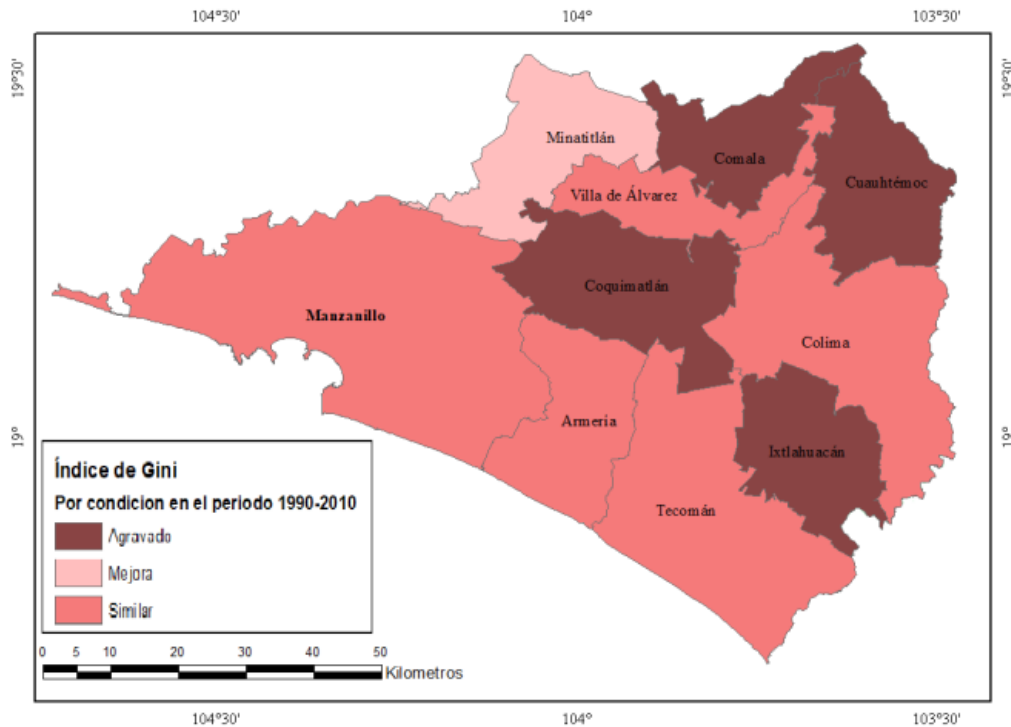 104°30' 104° 103°30'
19°30' 19°30'
Minatitlán
Comala
Cuauhtémoc
Villa de Álvarez
Coquimatlán
Manzanillo
Colima
Armería
Ixtlahuacán
Tecomán
19° 19°
Índice de Gini
Por condicion en el periodo 1990-2010
Agravado
Mejora
Similar
0 5 10 20 30 40 50
Kilometros
104°30' 104° 103°30'